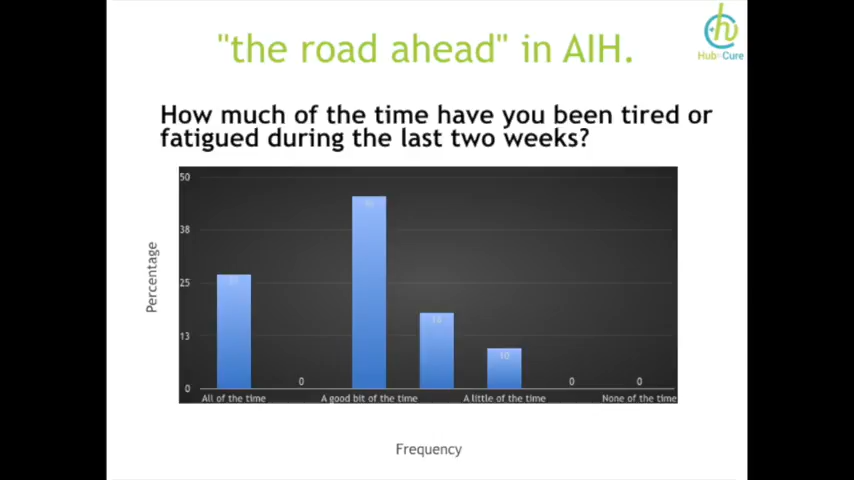 "the road ahead" in AIH.
Hub Cure
How much of the time have you been tired or
fatigued during the last two weeks?
50
38
25
13
0
Percentage
18
10
0
0
0
All of the time
A good bit of the time
A little of the time
None of the time
Frequency